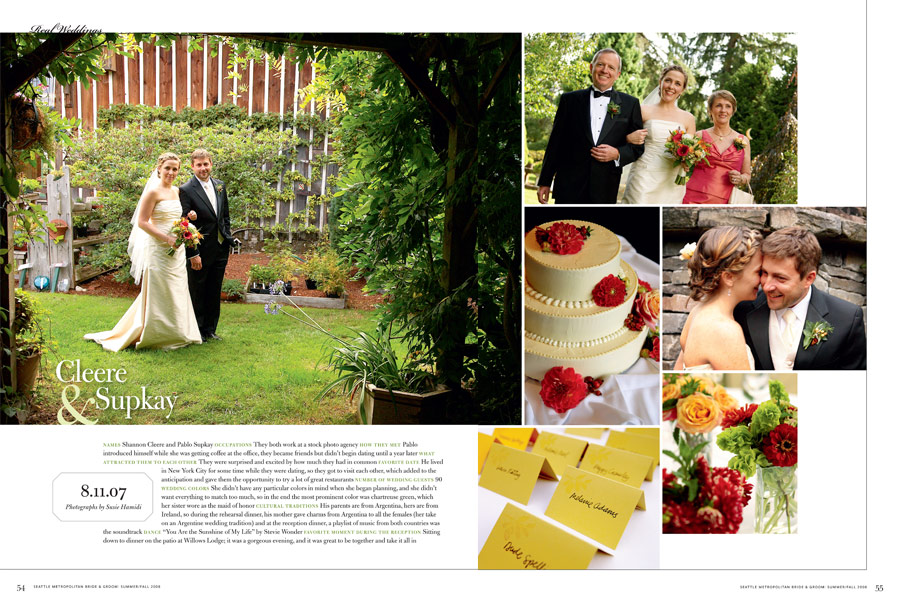 Real Weddings
Cleere
& Supkay
NAMES Shannon Cleere and Pablo Supkay OCCUPATIONS They both work at a stock photo agency HOW THEY MET Pablo
introduced himself while she was getting coffee at the office, they became friends but didn't begin dating until a year later WHAT
ATTRACTED THEM TO EACH OTHER They were surprised and excited by how much they had in common FAVORITE DATE He lived
in New York City for some time while they were dating, so they got to visit each other, which added to the
anticipation and gave them the opportunity to try a lot of great restaurants NUMBER OF WEDDING GUESTS 90
WEDDING COLORS She didn't have any particular colors in mind when she began planning, and she didn't
want everything to match too much, so in the end the most prominent color was chartreuse green, which
her sister wore as the maid of honor CULTURAL TRADITIONS His parents are from Argentina, hers are from
Ireland, so during the rehearsal dinner, his mother gave charms from Argentina to all the females (her take
on an Argentine wedding tradition) and at the reception dinner, a playlist of music from both countries was
the soundtrack DANCE "You Are the Sunshine of My Life" by Stevie Wonder FAVORITE MOMENT DURING THE RECEPTION Sitting
down to dinner on the patio at Willows Lodge; it was a gorgeous evening, and it was great to be together and take it all in
8.11.07
Photographs by Susie Hamidi
Melina Adams
Dude Spell
54 SEATTLE METROPOLITAN BRIDE & GROOM SUMMER/FALL 2008
SEATTLE METROPOLITAN BRIDE & GROOM SUMMER/FALL 2008 55